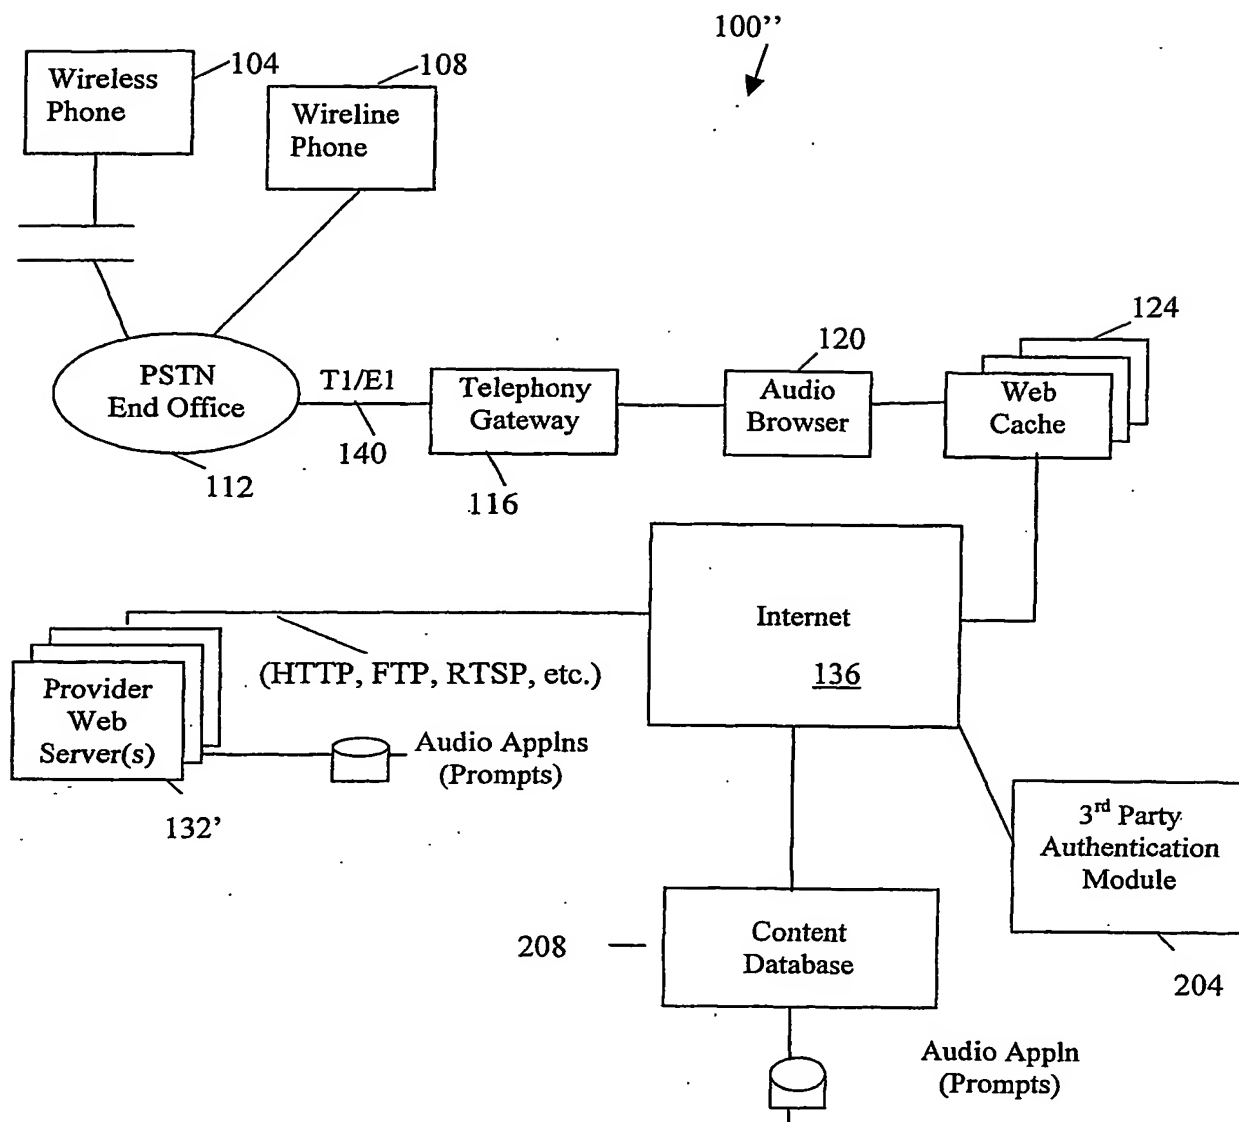 100’’
Wireless
Phone
104
108
Wireline
Phone
124
PSTN
End Office
T1/E1
140
112
Telephony
Gateway
116
120
Audio
Browser
Web
Cache
Internet
136
(HTTP, FTP, RTSP, etc.)
Provider
Web
Server(s)
132’
Audio Applns
(Prompts)
3rd Party
Authentication
Module
204
208
Content
Database
Audio Appln
(Prompts)